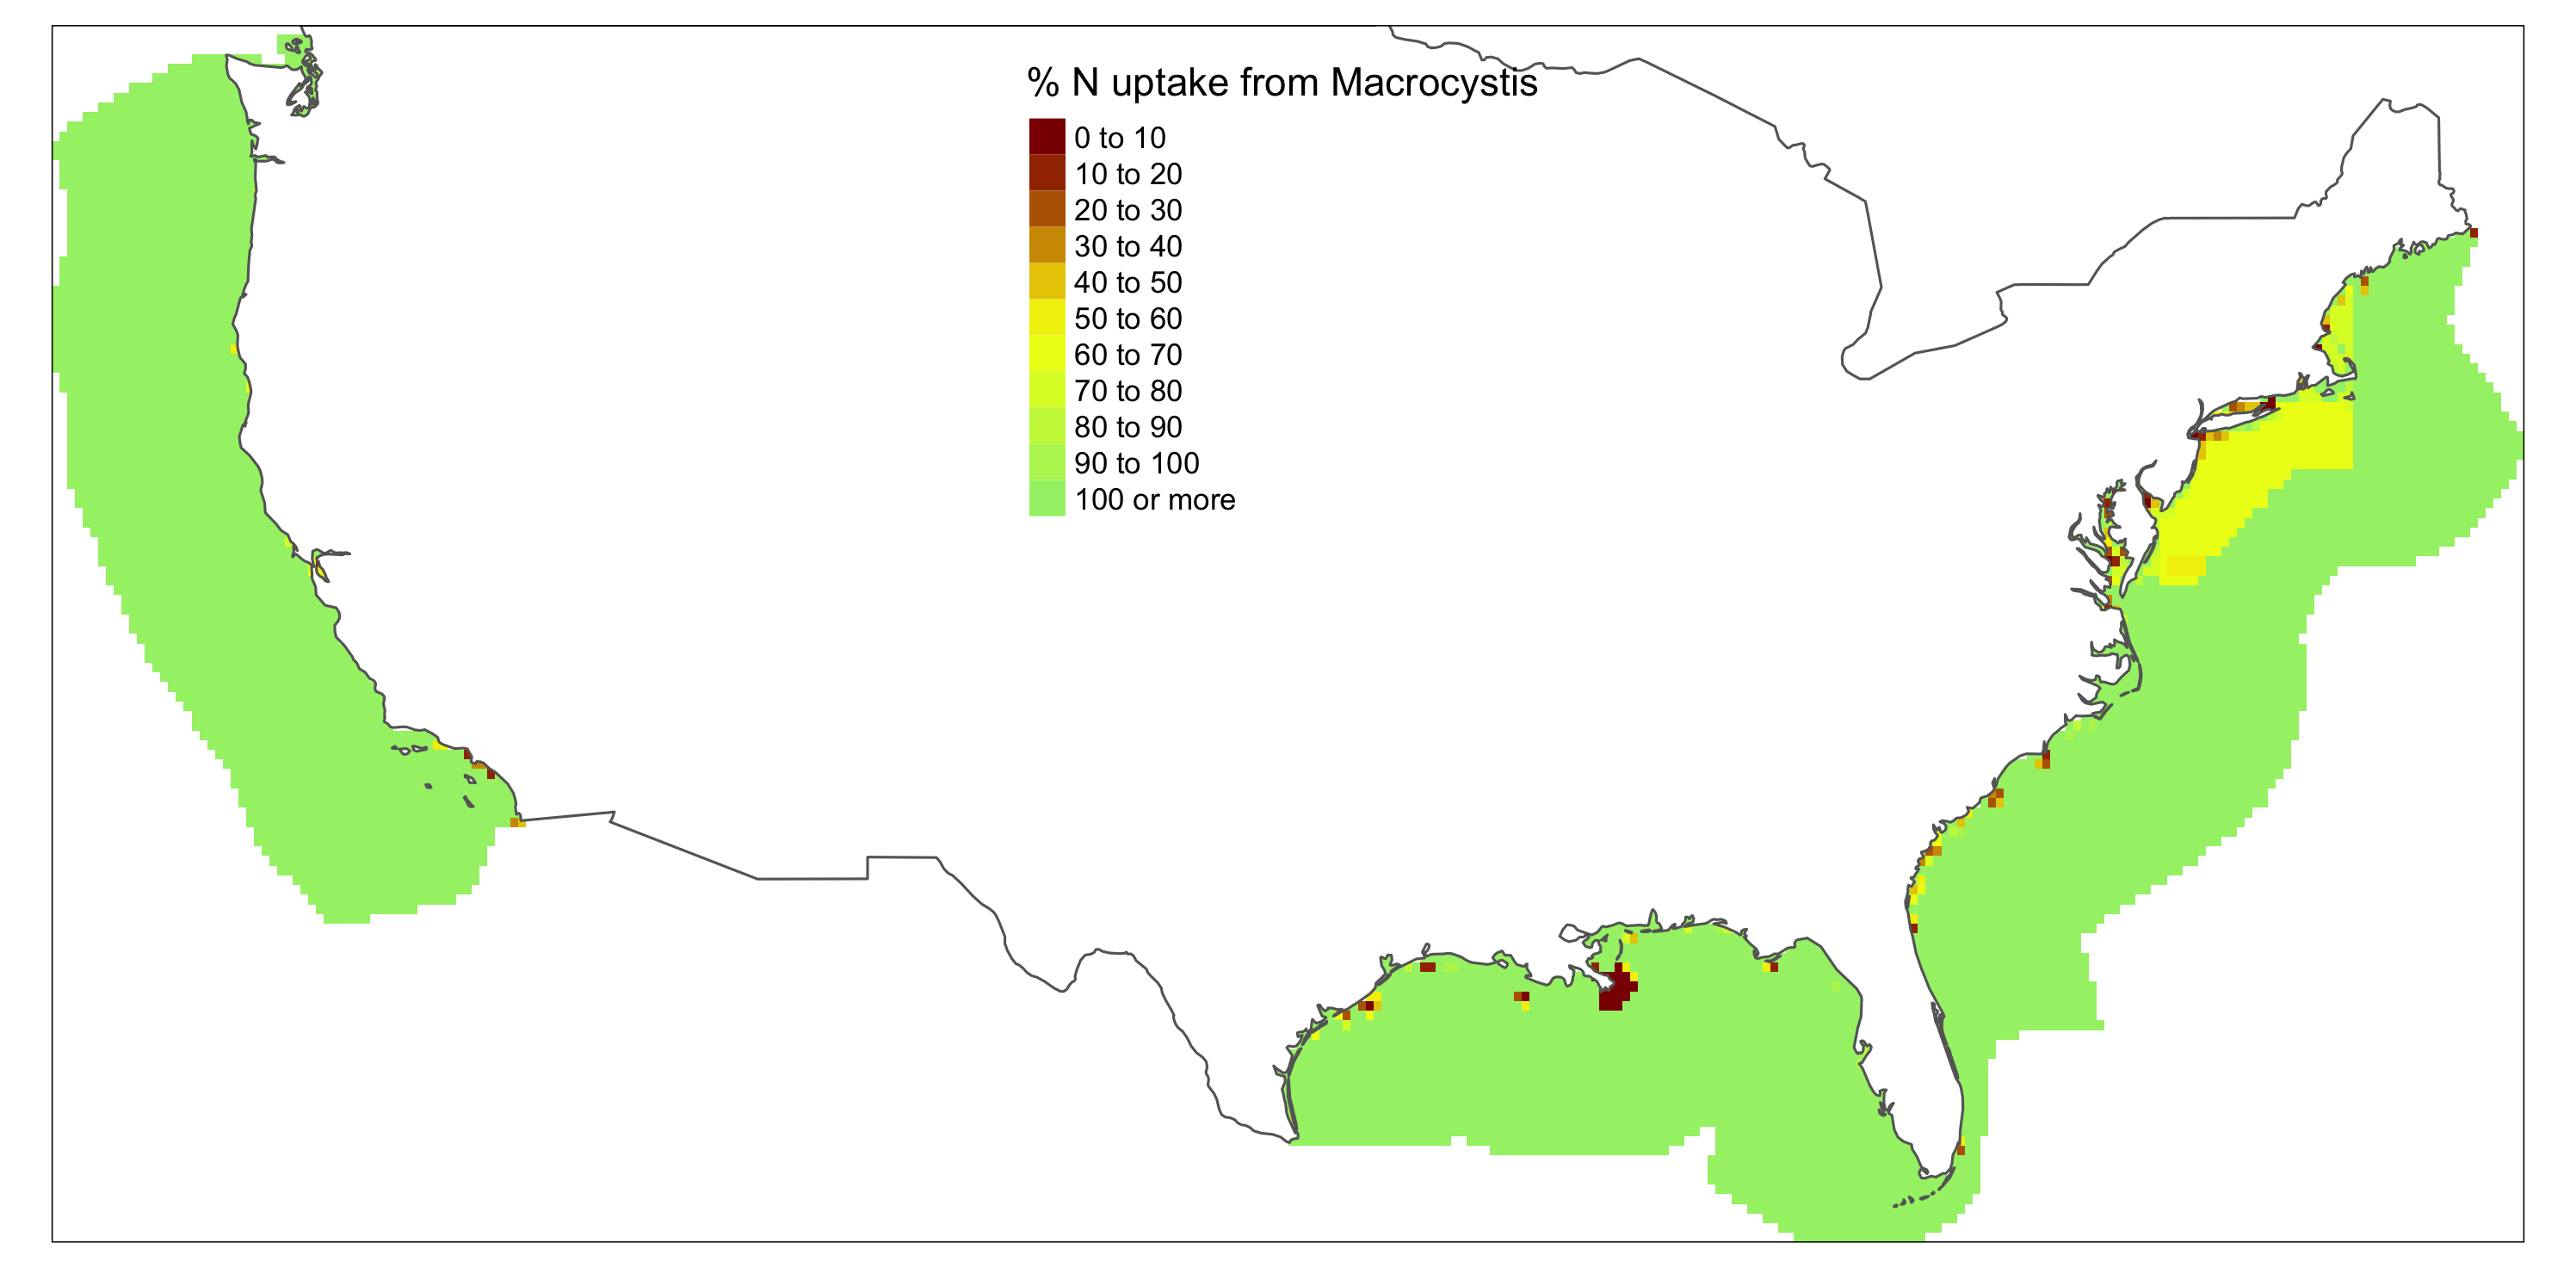 % N uptake from Macrocystis
0 to 10
10 to 20
20 to 30
30 to 40
40 to 50
50 to 60
60 to 70
70 to 80
80 to 90
90 to 100
100 or more